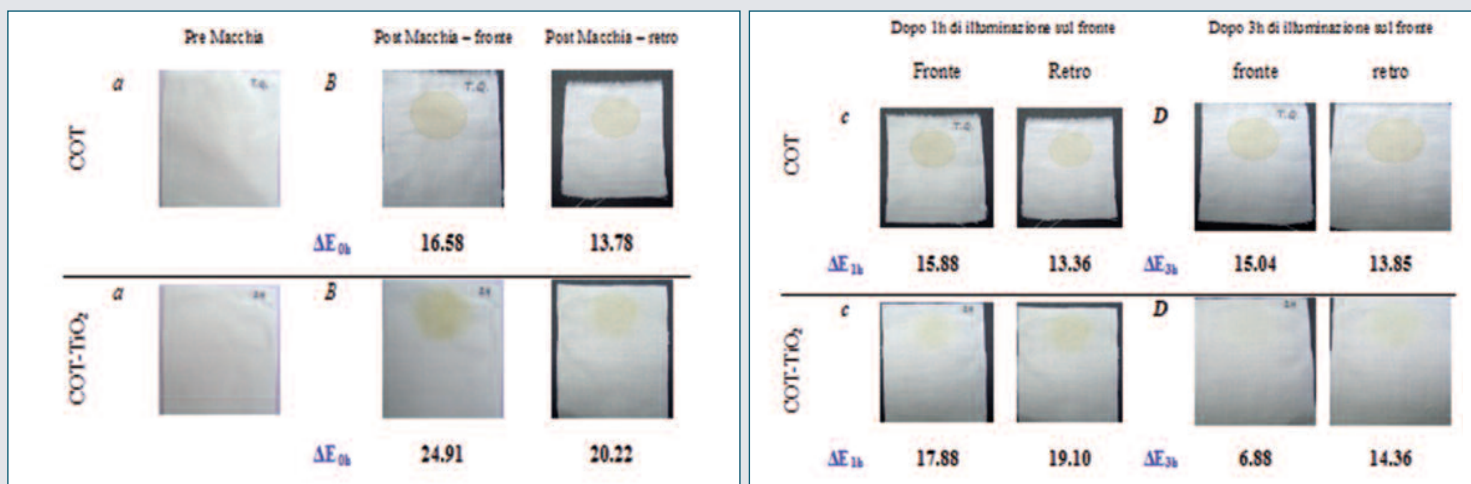 Pre Macchia Post Macchia – fronte Post Macchia – retro
a B
T.Q. T.Q.
COT
ΔE0h 16.58 13.78
a B
24 24
COT-TiO2
ΔE0h 24.91 20.22
Dopo 1h di illuminazione sul fronte Dopo 3h di illuminazione sul fronte
Fronte Retro fronte retro
c D
T.Q. T.Q.
COT
ΔE1h 15.88 13.36 ΔE3h 15.04 13.85
c D
COT-TiO2
ΔE1h 17.88 19.10 ΔE3h 6.88 14.36